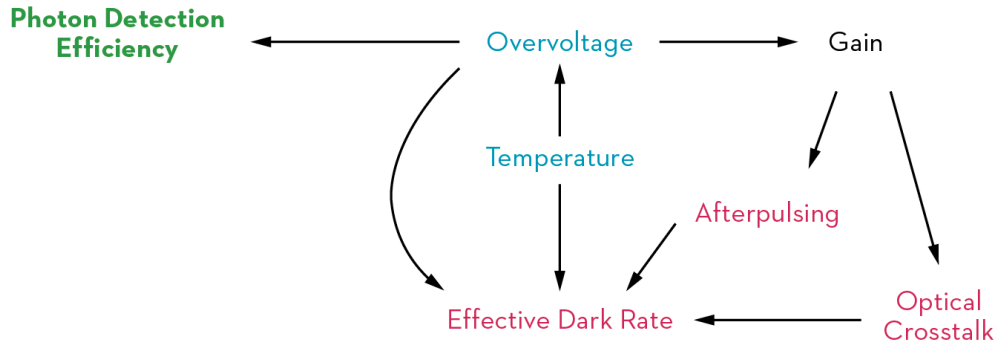 Photon Detection
Efficiency
Overvoltage
Gain
Temperature
Afterpulsing
Effective Dark Rate
Optical
Crosstalk